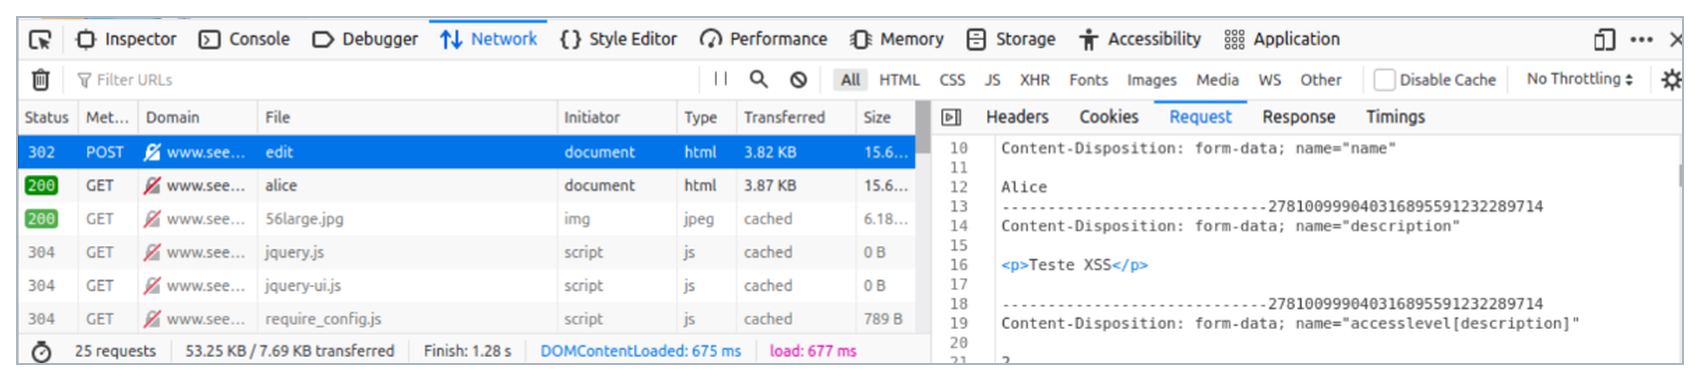 Inspector Console Debugger Network {} Style Editor Performance Memory Storage Accessibility Application
Filter URLs All HTML CSS JS XHR Fonts Images Media WS Other Disable Cache No Throttling
Status Met... Domain File Initiator Type Transferred Size
302 POST www.see... edit document html 3.82 KB 15.6...
200 GET www.see... alice document html 3.87 KB 15.6...
200 GET www.see... 56large.jpg img jpeg cached 6.18...
304 GET www.see... jquery.js script js cached 0 B
304 GET www.see... jquery-ui.js script js cached 0 B
304 GET www.see... require_config.js script js cached 789 B
25 requests 53.25 KB / 7.69 KB transferred Finish: 1.28 s DOMContentLoaded: 675 ms load: 677 ms
Headers Cookies Request Response Timings
10 Content-Disposition: form-data; name="name"
11
12 Alice
13 -----------------------------278100999040316895591232289714
14 Content-Disposition: form-data; name="description"
15
16 <p>Teste XSS</p>
17
18 -----------------------------278100999040316895591232289714
19 Content-Disposition: form-data; name="accesslevel[description]"
20
21 2